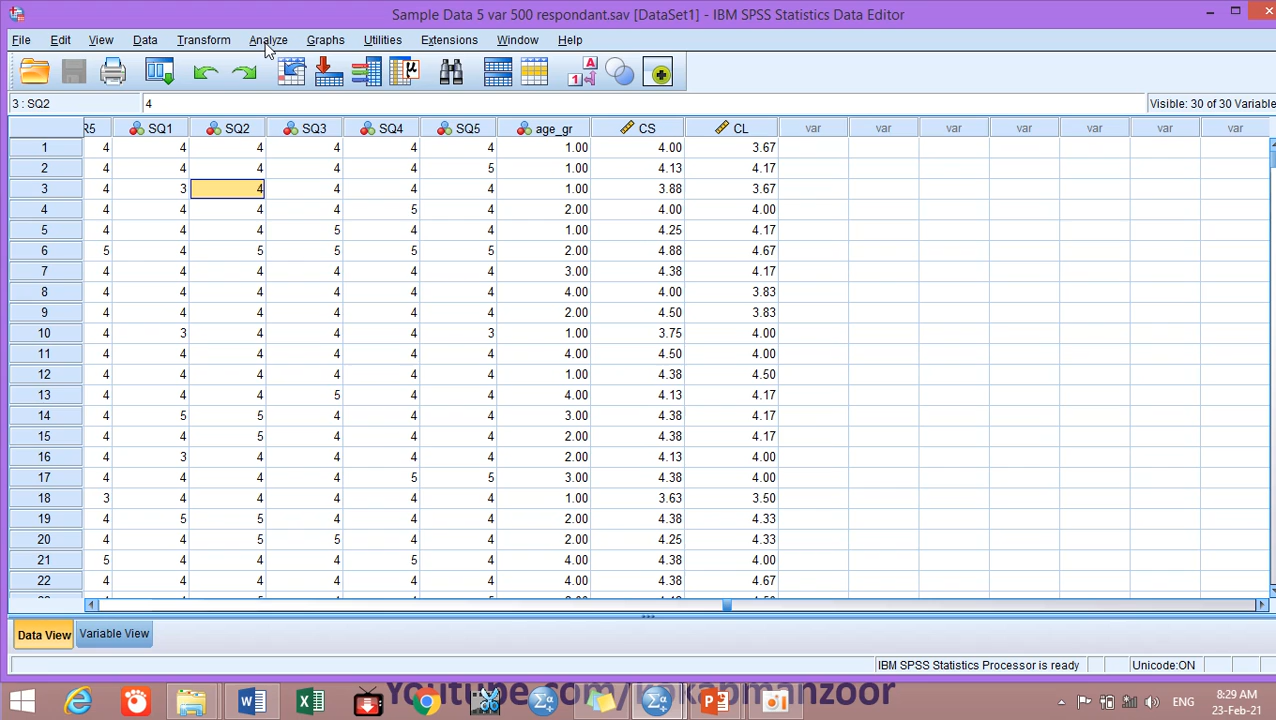 Sample Data 5 var 500 respondant.sav [DataSet1] - IBM SPSS Statistics Data Editor
File Edit View Data Transform Analyze Graphs Utilities Extensions Window Help
3 : SQ2 4 Visible: 30 of 30 Variable
R5 SQ1 SQ2 SQ3 SQ4 SQ5 age_gr CS CL var var var var var var var
1 4 4 4 4 4 4 1.00 4.00 3.67
2 4 4 4 4 4 5 1.00 4.13 4.17
3 4 3 4 4 4 4 1.00 3.88 3.67
4 4 4 4 4 5 4 2.00 4.00 4.00
5 4 4 4 5 4 4 1.00 4.25 4.17
6 5 4 5 5 5 5 2.00 4.88 4.67
7 4 4 4 4 4 4 3.00 4.38 4.17
8 4 4 4 4 4 4 4.00 4.00 3.83
9 4 4 4 4 4 4 2.00 4.50 3.83
10 4 3 4 4 4 3 1.00 3.75 4.00
11 4 4 4 4 4 4 4.00 4.50 4.00
12 4 4 4 4 4 4 1.00 4.38 4.50
13 4 4 4 5 4 4 3.00 4.13 4.17
14 4 5 5 4 4 4 3.00 4.38 4.17
15 4 4 5 4 4 4 2.00 4.38 4.17
16 4 3 4 4 4 4 2.00 4.13 4.00
17 4 4 4 4 5 5 3.00 4.38 4.00
18 3 4 4 4 4 4 1.00 3.63 3.50
19 4 5 5 4 4 4 2.00 4.38 4.33
20 4 4 5 5 4 4 2.00 4.25 4.33
21 5 4 4 4 5 4 4.00 4.38 4.00
22 4 4 4 4 4 4 4.00 4.38 4.67
Data View Variable View
IBM SPSS Statistics Processor is ready Unicode:ON
Youtube.com/kakapmanzoor
ENG
8:29 AM
23-Feb-21